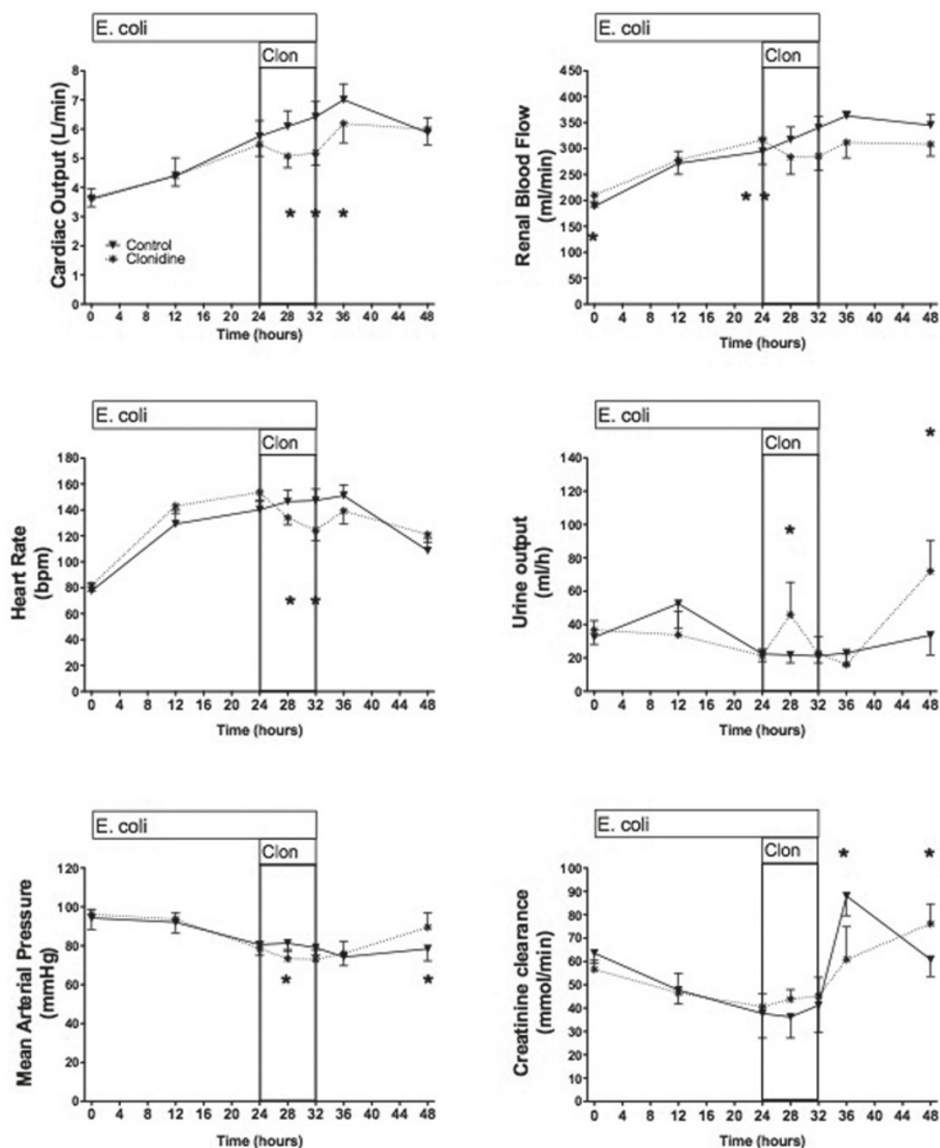 E. coli
Clon
Cardiac Output (L/min)
8
7
6
5
4
3
2
1
0
Control
Clonidine
0 4 8 12 16 20 24 28 32 36 40 44 48
Time (hours)
* * *
E. coli
Clon
Renal Blood Flow
(ml/min)
450
400
350
300
250
200
150
100
50
0
0 4 8 12 16 20 24 28 32 36 40 44 48
Time (hours)
* * *
E. coli
Clon
Heart Rate
(bpm)
180
160
140
120
100
80
60
40
20
0
0 4 8 12 16 20 24 28 32 36 40 44 48
Time (hours)
* *
E. coli
Clon
Urine output
(ml/h)
140
120
100
80
60
40
20
0
0 4 8 12 16 20 24 28 32 36 40 44 48
Time (hours)
* *
E. coli
Clon
Mean Arterial Pressure
(mmHg)
120
100
80
60
40
20
0
0 4 8 12 16 20 24 28 32 36 40 44 48
Time (hours)
* *
E. coli
Clon
Creatinine clearance
(mmol/min)
100
90
80
70
60
50
40
30
20
10
0
0 4 8 12 16 20 24 28 32 36 40 44 48
Time (hours)
* *